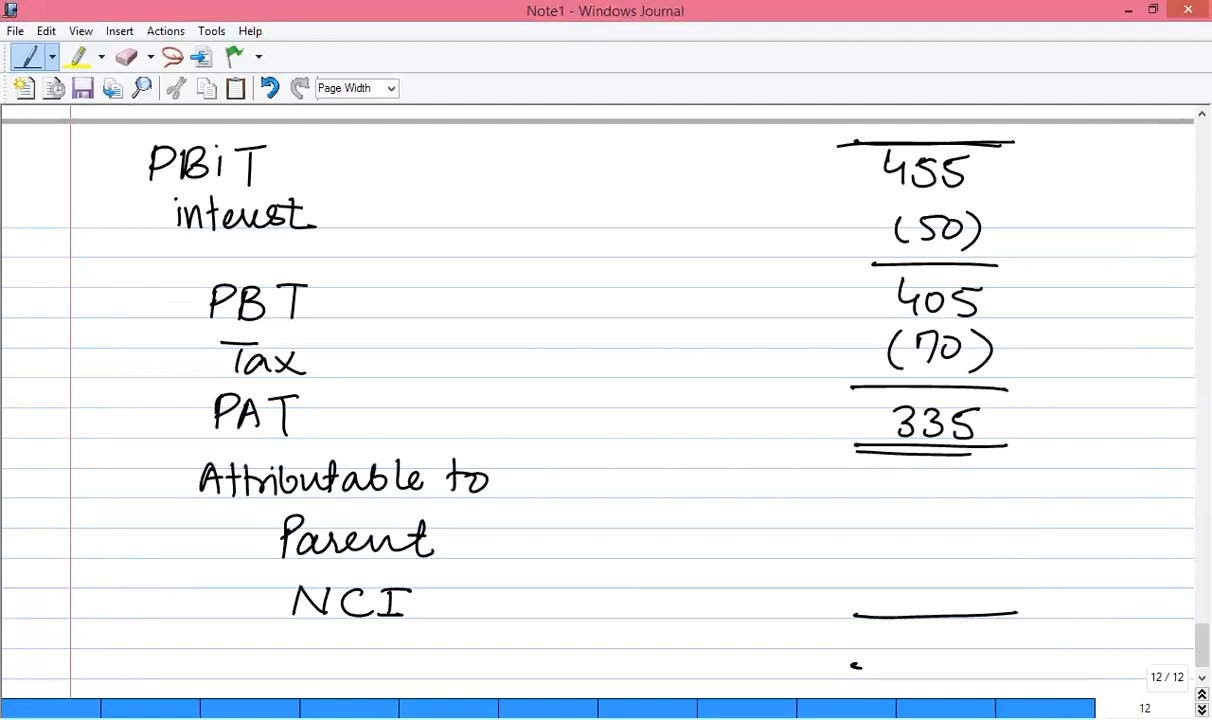 Note1 - Windows Journal
File Edit View Insert Actions Tools Help
Page Width
PBiT 455
interest (50)
PBT 405
Tax (70)
PAT 335
Attributable to
Parent
NCI
12 / 12
12